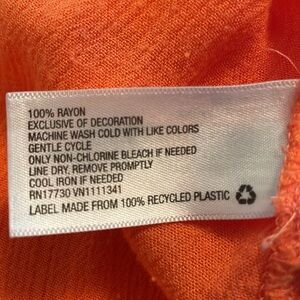 100% RAYON
EXCLUSIVE OF DECORATION
MACHINE WASH COLD WITH LIKE COLORS
GENTLE CYCLE
ONLY NON-CHLORINE BLEACH IF NEEDED
LINE DRY. REMOVE PROMPTLY
COOL IRON IF NEEDED
RN17730 VN1111341
LABEL MADE FROM 100% RECYCLED PLASTIC